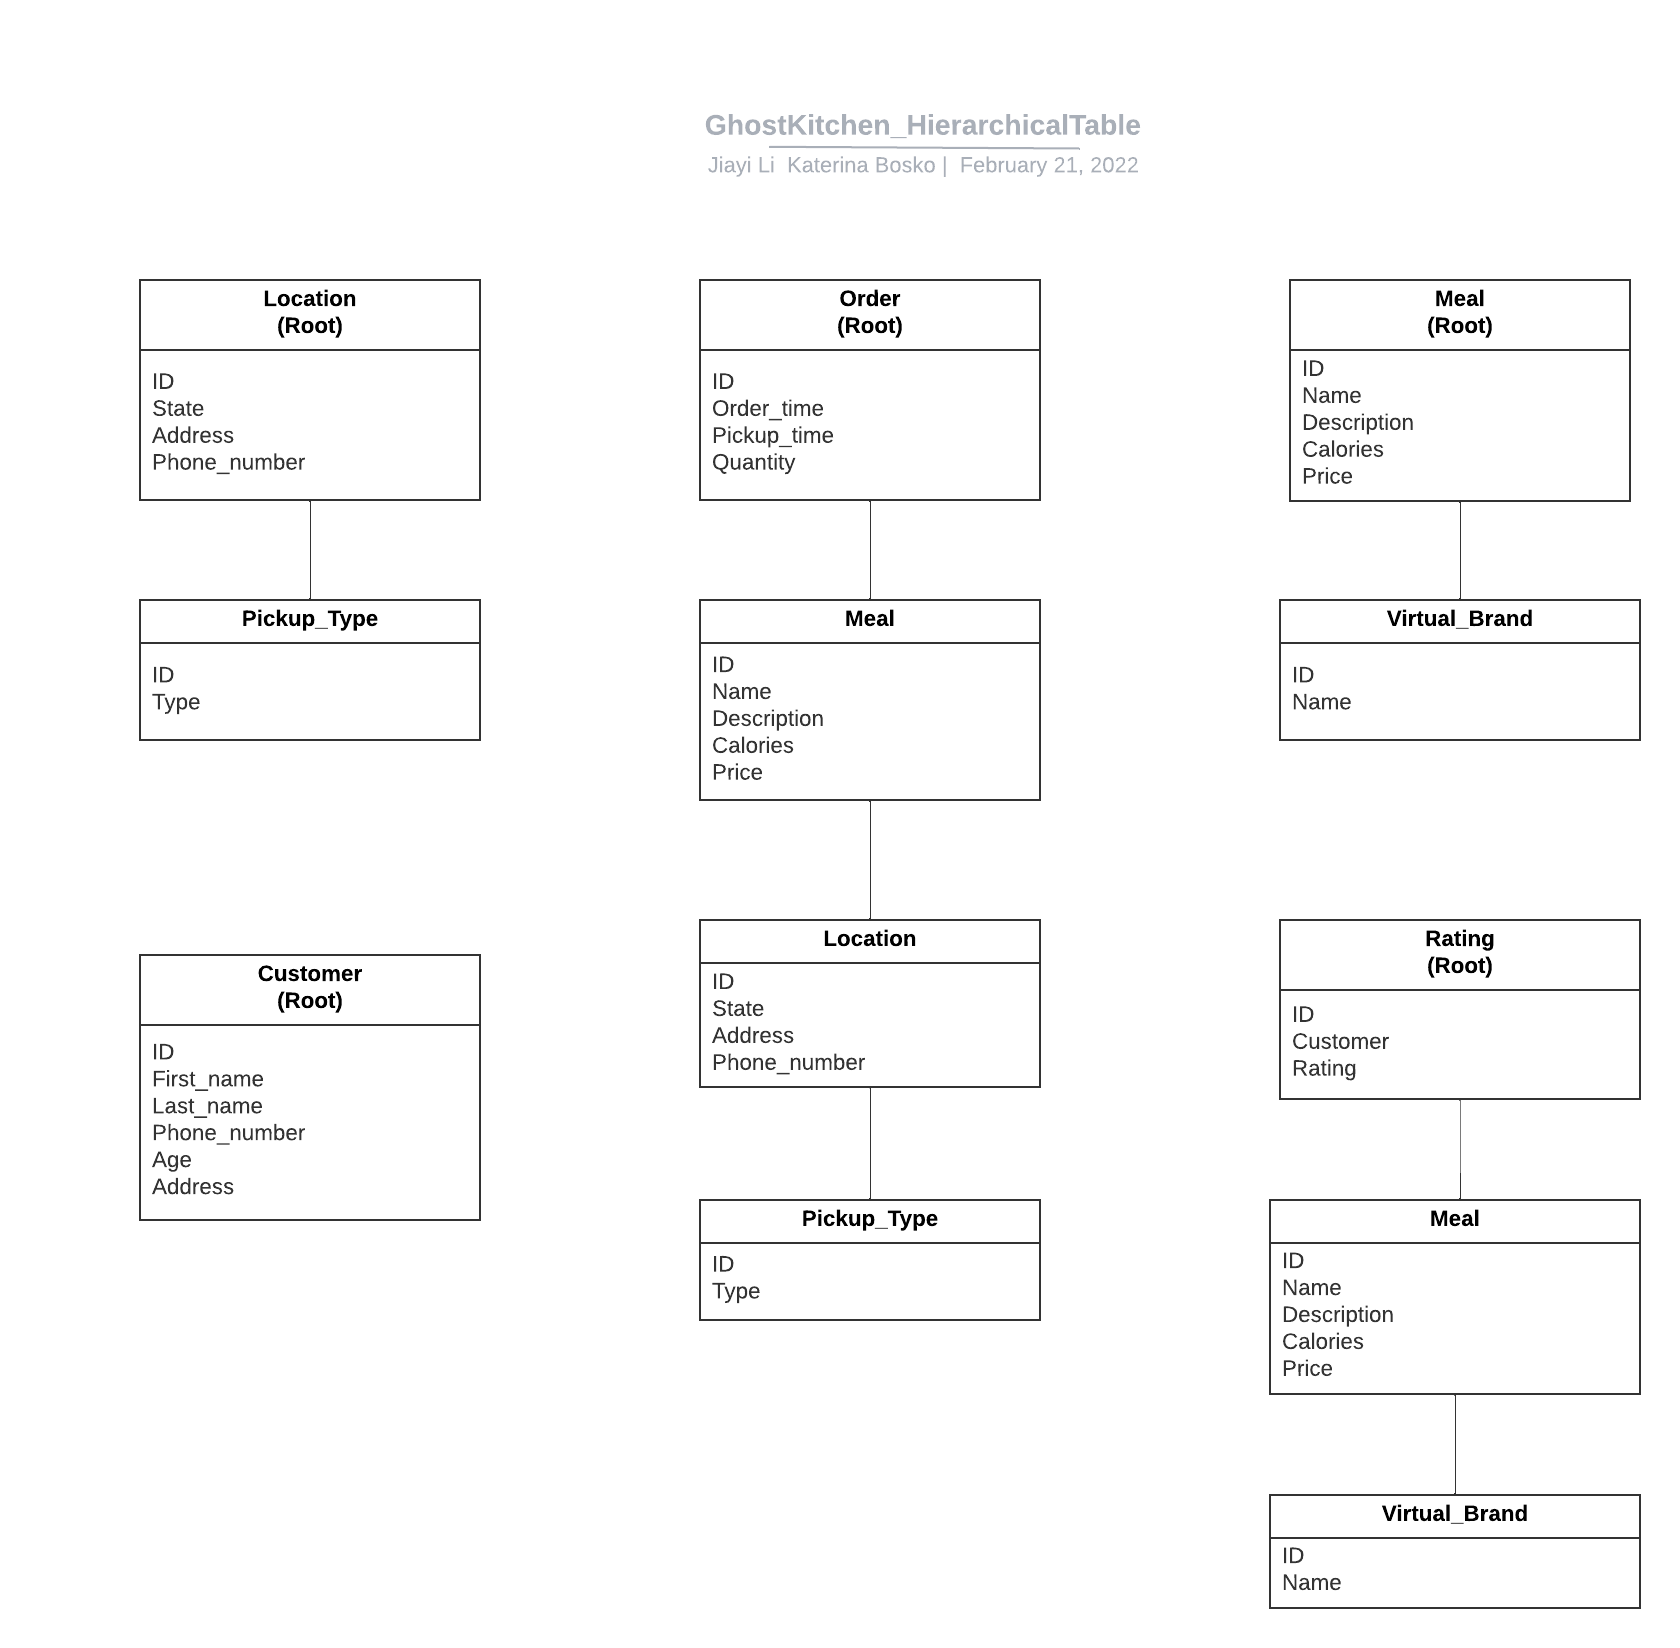 GhostKitchen_HierarchicalTable
Jiayi Li  Katerina Bosko |  February 21, 2022
Location
(Root)
ID
State
Address
Phone_number
Pickup_Type
ID
Type
Customer
(Root)
ID
First_name
Last_name
Phone_number
Age
Address
Order
(Root)
ID
Order_time
Pickup_time
Quantity
Meal
ID
Name
Description
Calories
Price
Location
ID
State
Address
Phone_number
Pickup_Type
ID
Type
Meal
(Root)
ID
Name
Description
Calories
Price
Virtual_Brand
ID
Name
Rating
(Root)
ID
Customer
Rating
Meal
ID
Name
Description
Calories
Price
Virtual_Brand
ID
Name